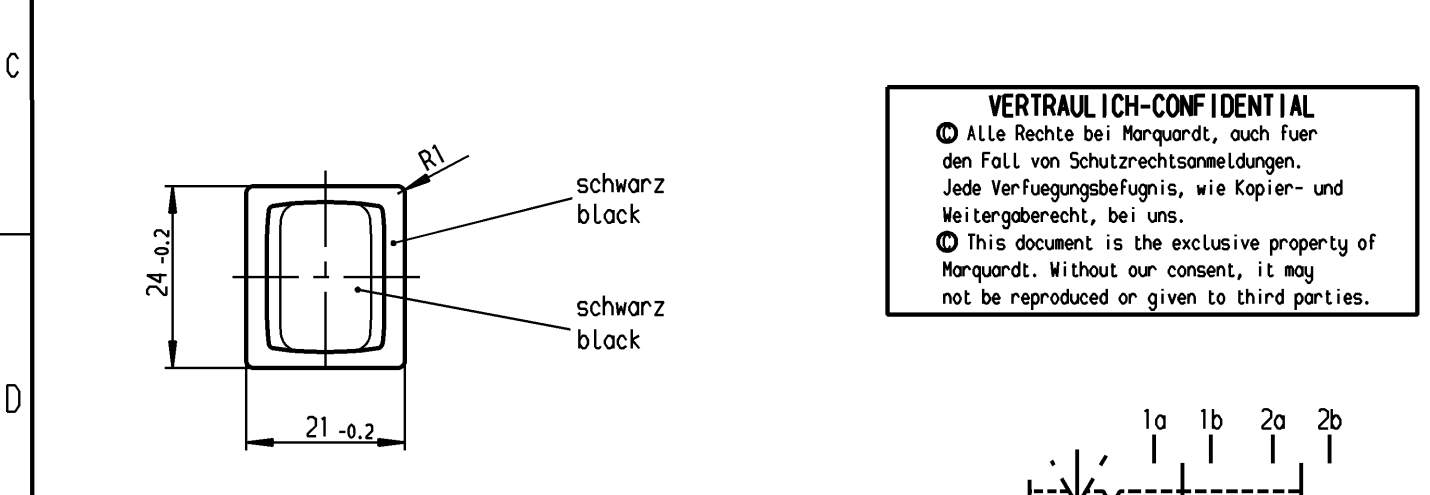 C
VERTRAULICH-CONFIDENTIAL
© Alle Rechte bei Marquardt, auch fuer
den Fall von Schutzrechtsanmeldungen.
Jede Verfuegungsbefugnis, wie Kopier- und
Weitergaberecht, bei uns.
© This document is the exclusive property of
Marquardt. Without our consent, it may
not be reproduced or given to third parties.
R1
schwarz
black
24 -0.2
schwarz
black
D
21 -0.2
1a 1b 2a 2b